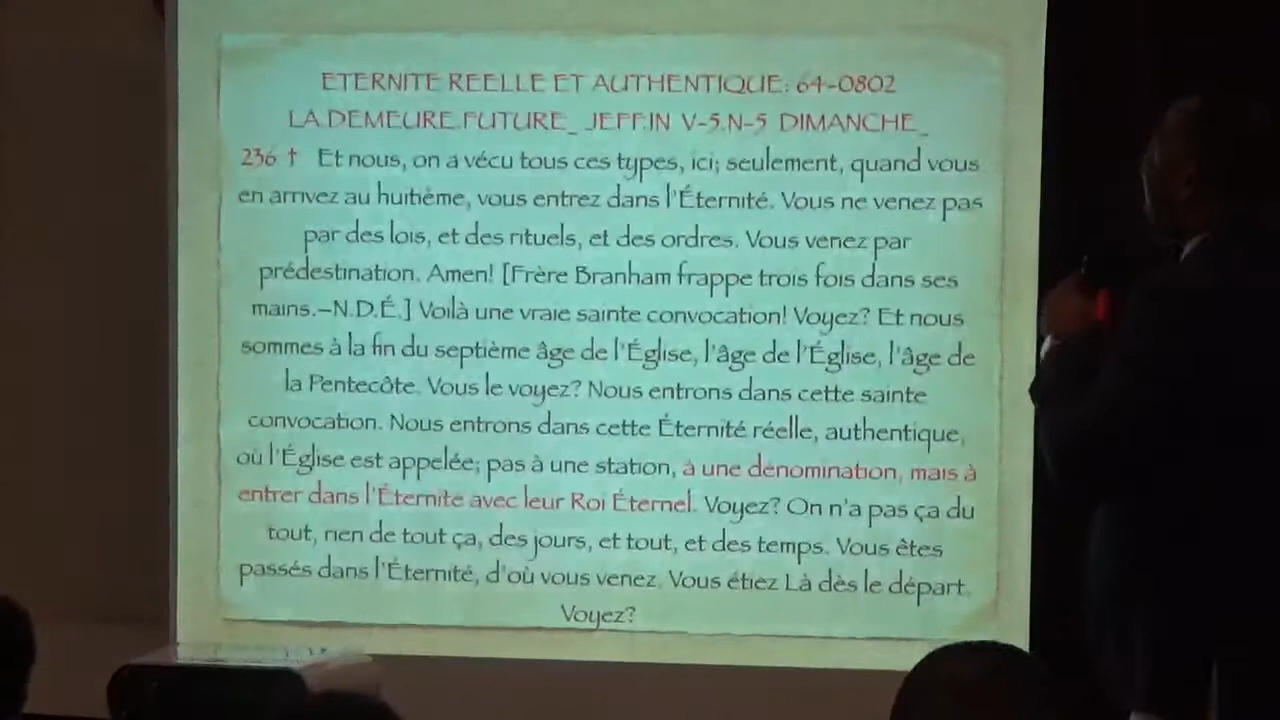 ETERNITE REELLE ET AUTHENTIQUE: 64-0802
LA.DEMEURE.FUTURE_ JEFF.IN V-5.N-5 DIMANCHE_
236 † Et nous, on a vécu tous ces types, ici; seulement, quand vous
en arrivez au huitième, vous entrez dans l'Éternité. Vous ne venez pas
par des lois, et des rituels, et des ordres. Vous venez par
prédestination. Amen! [Frère Branham frappe trois fois dans ses
mains.–N.D.É.] Voilà une vraie sainte convocation! Voyez? Et nous
sommes à la fin du septième âge de l'Église, l'âge de l'Église, l'âge de
la Pentecôte. Vous le voyez? Nous entrons dans cette sainte
convocation. Nous entrons dans cette Éternité réelle, authentique,
où l'Église est appelée; pas à une station, à une dénomination, mais à
entrer dans l'Éternité avec leur Roi Éternel. Voyez? On n'a pas ça du
tout, rien de tout ça, des jours, et tout, et des temps. Vous êtes
passés dans l'Éternité, d'où vous venez. Vous étiez Là dès le départ.
Voyez?